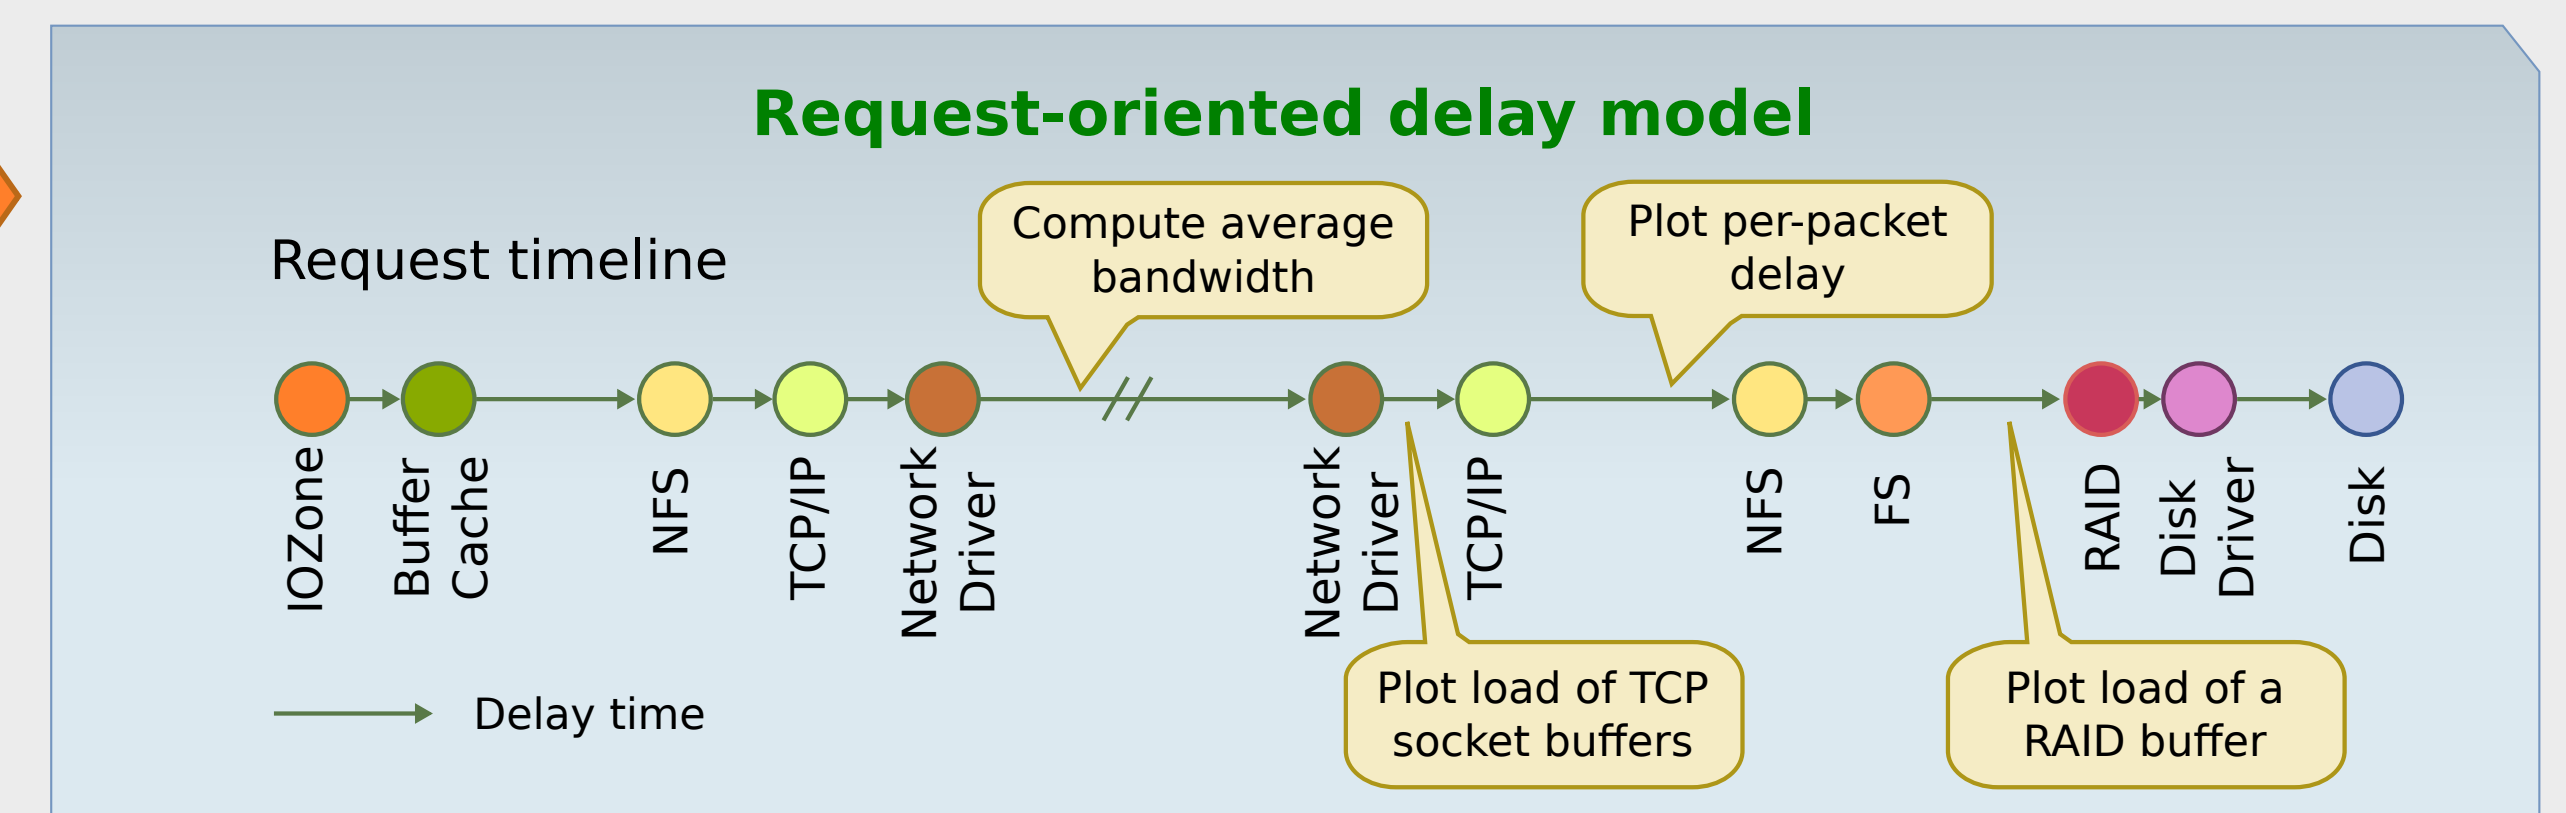 Request-oriented delay model
Request timeline
Compute average
bandwidth
Plot per-packet
delay
IOZone
Buffer
Cache
NFS
TCP/IP
Network
Driver
Network
Driver
TCP/IP
NFS
FS
RAID
Disk
Driver
Disk
Delay time
Plot load of TCP
socket buffers
Plot load of a
RAID buffer